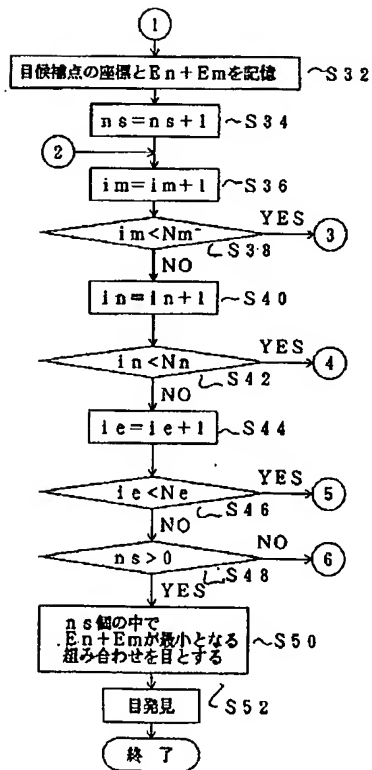 1
目候補点の座標とEn+Emを記憶 S32
ns=ns+1 S34
2
im=im+1 S36
im<Nm YES 3
S38
NO
in=in+1 S40
in<Nn YES 4
S42
NO
ie=ie+1 S44
ie<Ne YES 5
S46
NO
ns>0 NO 6
S48
YES
ns個の中で
En+Emが最小となる
組み合わせを目とする S50
目発見 S52
終了